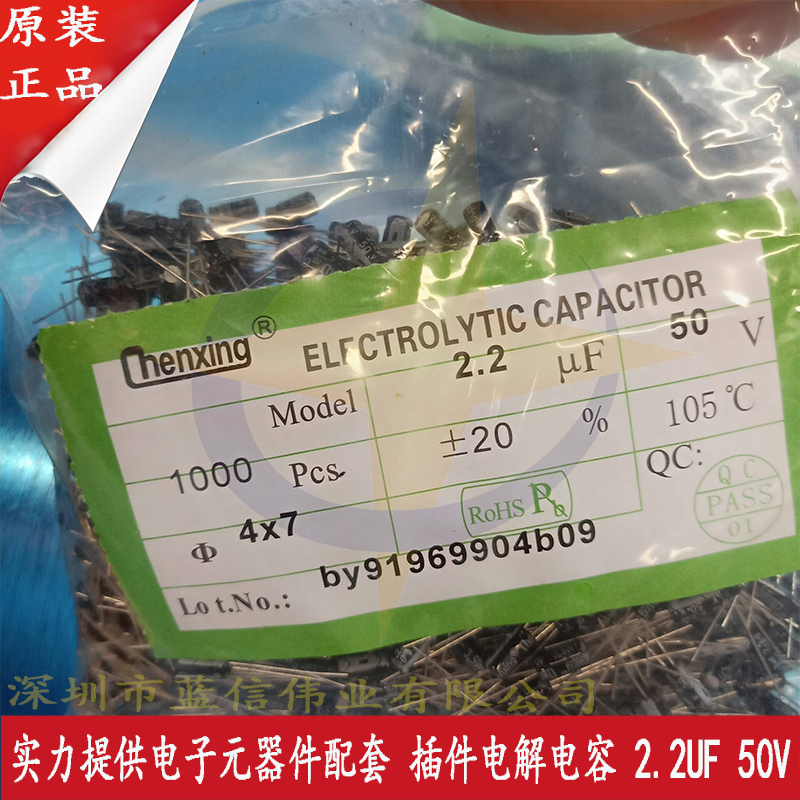 原装
正品
Chenxing®
ELECTROLYTIC CAPACITOR
Model 2.2 μF 50 V
1000 Pcs. ±20 % 105℃
Φ 4x7 RoHS Pb QC:
QC
PASS
01
Lot.No.: by91969904b09
深圳市蓝信伟业有限公司
实力提供电子元器件配套 插件电解电容 2.2UF 50V